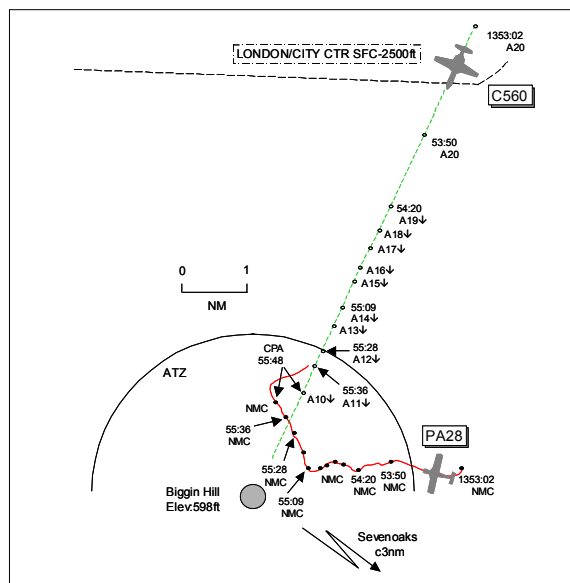 1353:02
A20
LONDON/CITY CTR SFC-2500ft
C560
53:50
A20
54:20
A19↓
A18↓
A17↓
A16↓
A15↓
0 1
NM
55:09
A14↓
A13↓
CPA
55:48
55:28
A12↓
ATZ
55:36
A11↓
A10↓
NMC
55:36
NMC
PA28
55:28
NMC
NMC
54:20
NMC
53:50
NMC
1353:02
NMC
55:09
NMC
Biggin Hill
Elev:598ft
Sevenoaks
c3nm